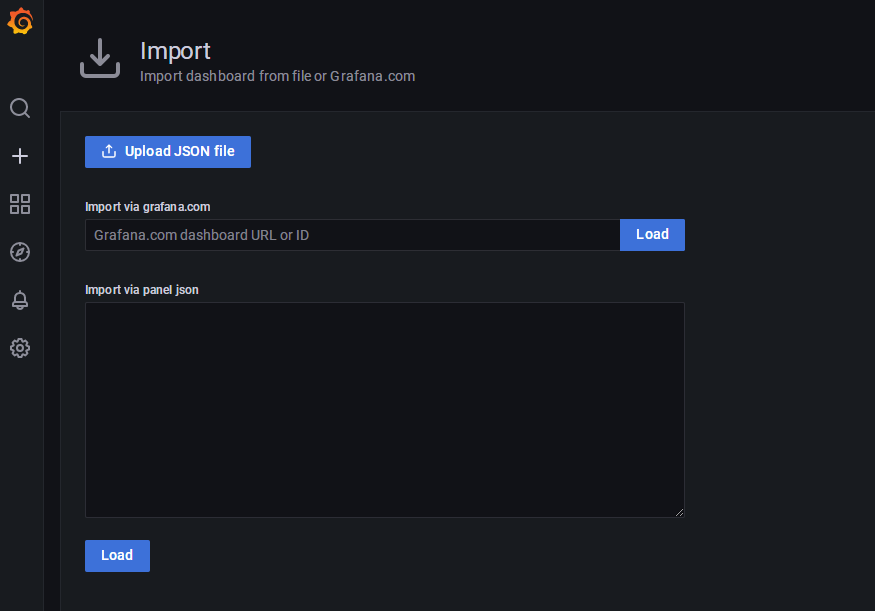 Import
Import dashboard from file or Grafana.com
Upload JSON file
Import via grafana.com
Grafana.com dashboard URL or ID
Load
Import via panel json
Load